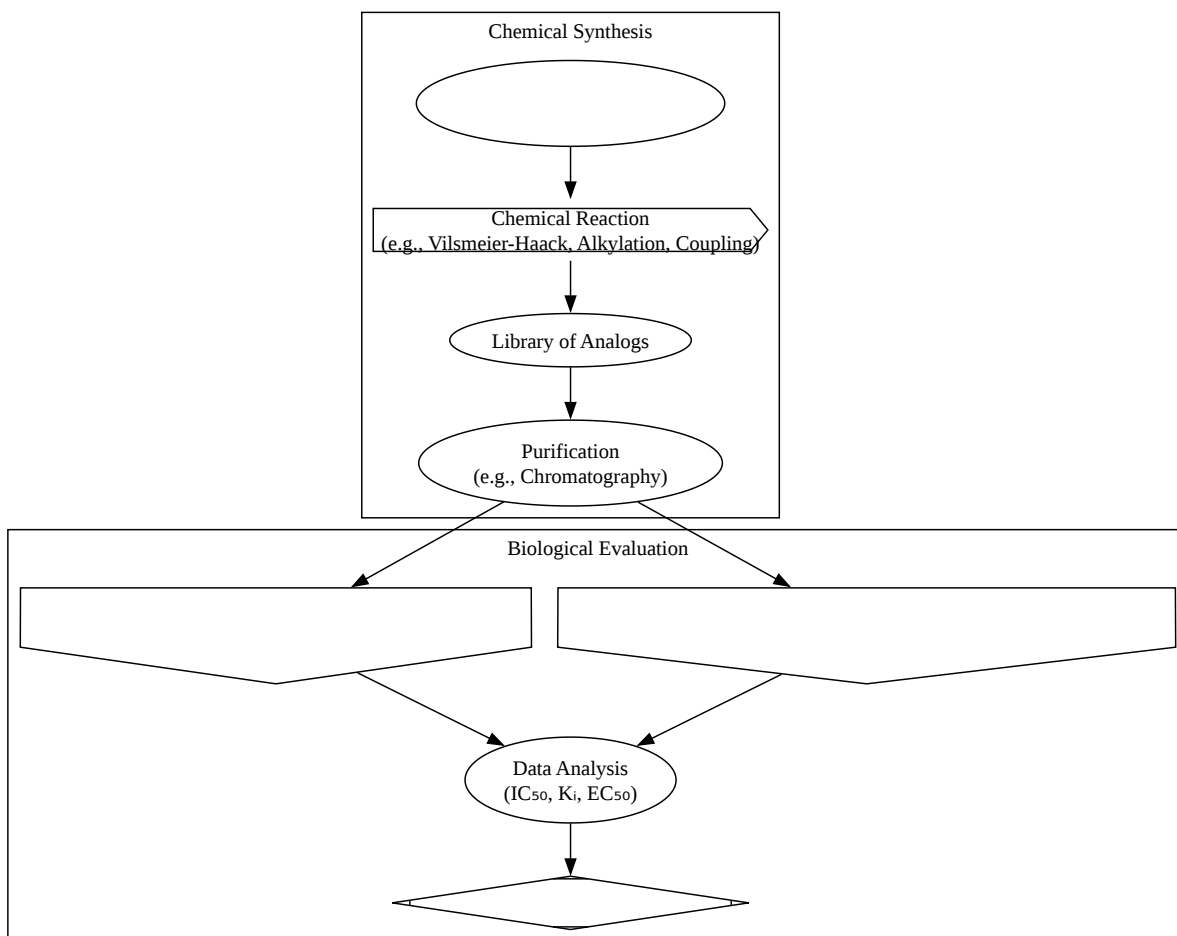 Chemical Synthesis
Chemical Reaction
(e.g., Vilsmeier-Haack, Alkylation, Coupling)
Library of Analogs
Purification
(e.g., Chromatography)
Biological Evaluation
Data Analysis
(IC₅₀, Kᵢ, EC₅₀)